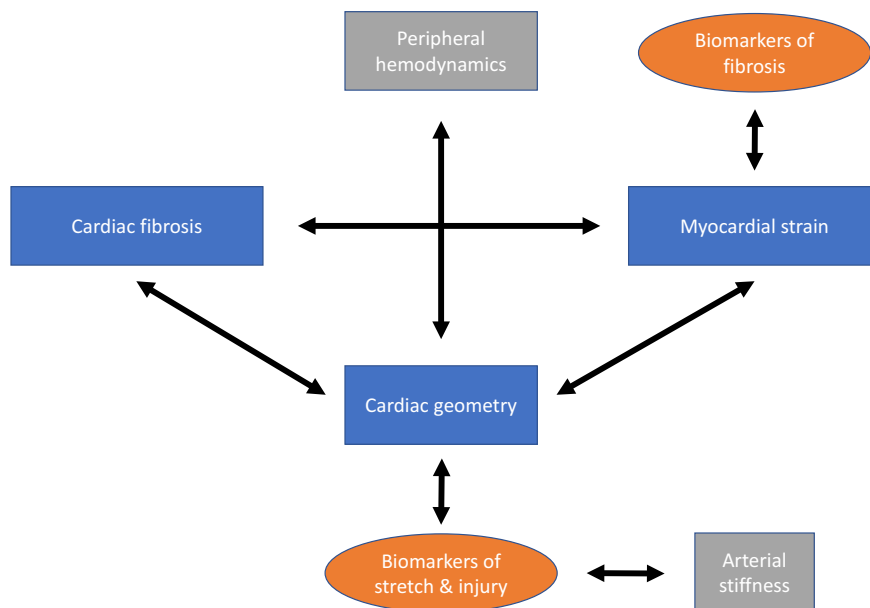 Peripheral
hemodynamics
Biomarkers of
fibrosis
Cardiac fibrosis
Myocardial strain
Cardiac geometry
Biomarkers of
stretch & injury
Arterial
stiffness